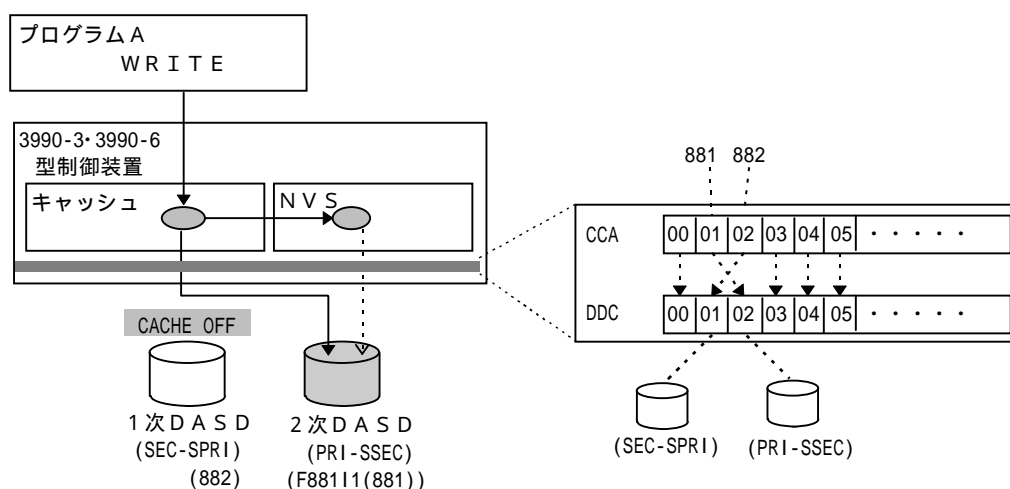 プログラムA
WRITE
3990-3・3990-6
型制御装置
キャッシュ
NVS
CACHE OFF
1次DASD
(SEC-SPRI)
(882)
2次DASD
(PRI-SSEC)
(F881I1(881))
881 882
CCA 00 01 02 03 04 05 ・・・・・
DDC 00 01 02 03 04 05 ・・・・・
(SEC-SPRI) (PRI-SSEC)